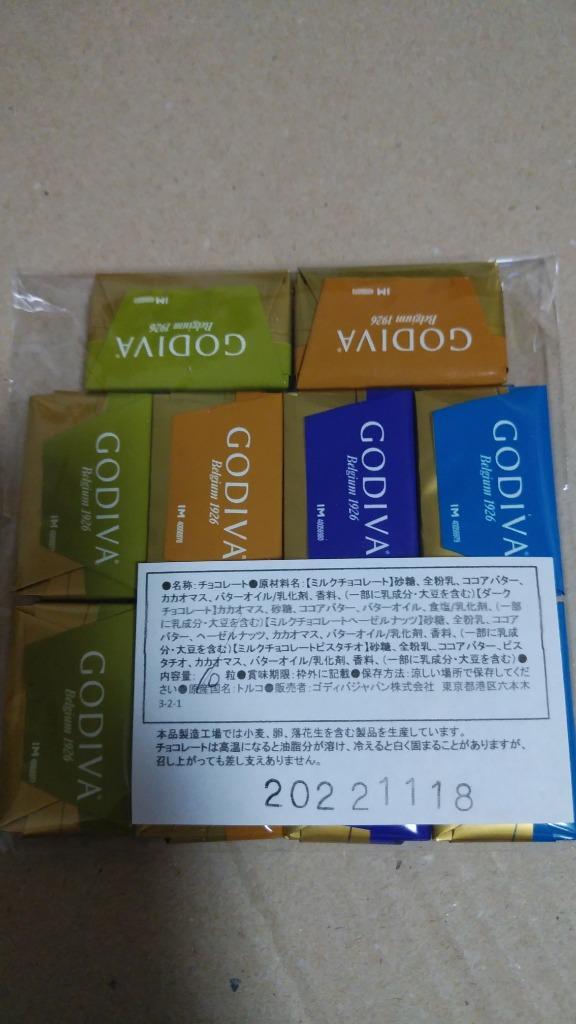 GODIVA
Belgium 1926
1M
GODIVA
Belgium 1926
1M
GODIVA
Belgium 1926
1M
GODIVA
Belgium 1926
1M
GODIVA
Belgium 1926
1M
GODIVA
Belgium 1926
1M
GODIVA
Belgium 1926
1M
●名称:チョコレート●原材料名:【ミルクチョコレート】砂糖、全粉乳、ココアバター、
カカオマス、バターオイル/乳化剤、香料、(一部に乳成分・大豆を含む)【ダーク
チョコレート】カカオマス、砂糖、ココアバター、バターオイル、食塩/乳化剤、(一部
に乳成分・大豆を含む)【ミルクチョコレートヘーゼルナッツ】砂糖、全粉乳、ココア
バター、ヘーゼルナッツ、カカオマス、バターオイル/乳化剤、香料、(一部に乳成
分・大豆を含む)【ミルクチョコレートピスタチオ】砂糖、全粉乳、ココアバター、ピス
タチオ、カカオマス、バターオイル/乳化剤、香料、(一部に乳成分・大豆を含む)●
内容量:10粒●賞味期限:枠外に記載●保存方法:涼しい場所で保存してくだ
さい●原産国名:トルコ●販売者:ゴディバジャパン株式会社 東京都港区六本木
3-2-1
本品製造工場では小麦、卵、落花生を含む製品を生産しています。
チョコレートは高温になると油脂分が溶け、冷えると白く固まることがありますが、
召し上がっても差し支えありません。
20221118